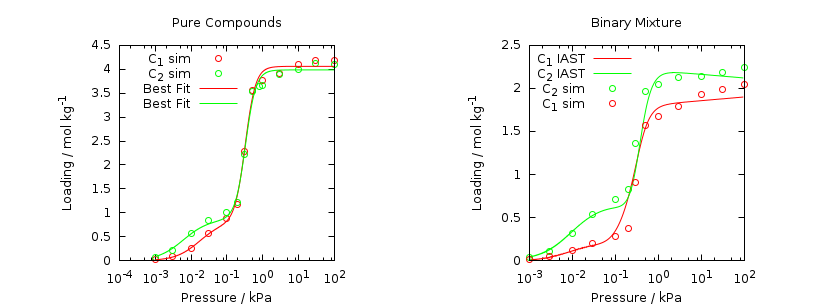 Pure Compounds
4.5
4
3.5
3
2.5
2
1.5
1
0.5
0
Loading / mol kg⁻¹
C₁ sim
C₂ sim
Best Fit
Best Fit
10⁻⁴ 10⁻³ 10⁻² 10⁻¹ 10⁰ 10¹ 10²
Pressure / kPa
Binary Mixture
2.5
2
1.5
1
0.5
0
Loading / mol kg⁻¹
C₁ IAST
C₂ IAST
C₂ sim
C₁ sim
10⁻³ 10⁻² 10⁻¹ 10⁰ 10¹ 10²
Pressure / kPa